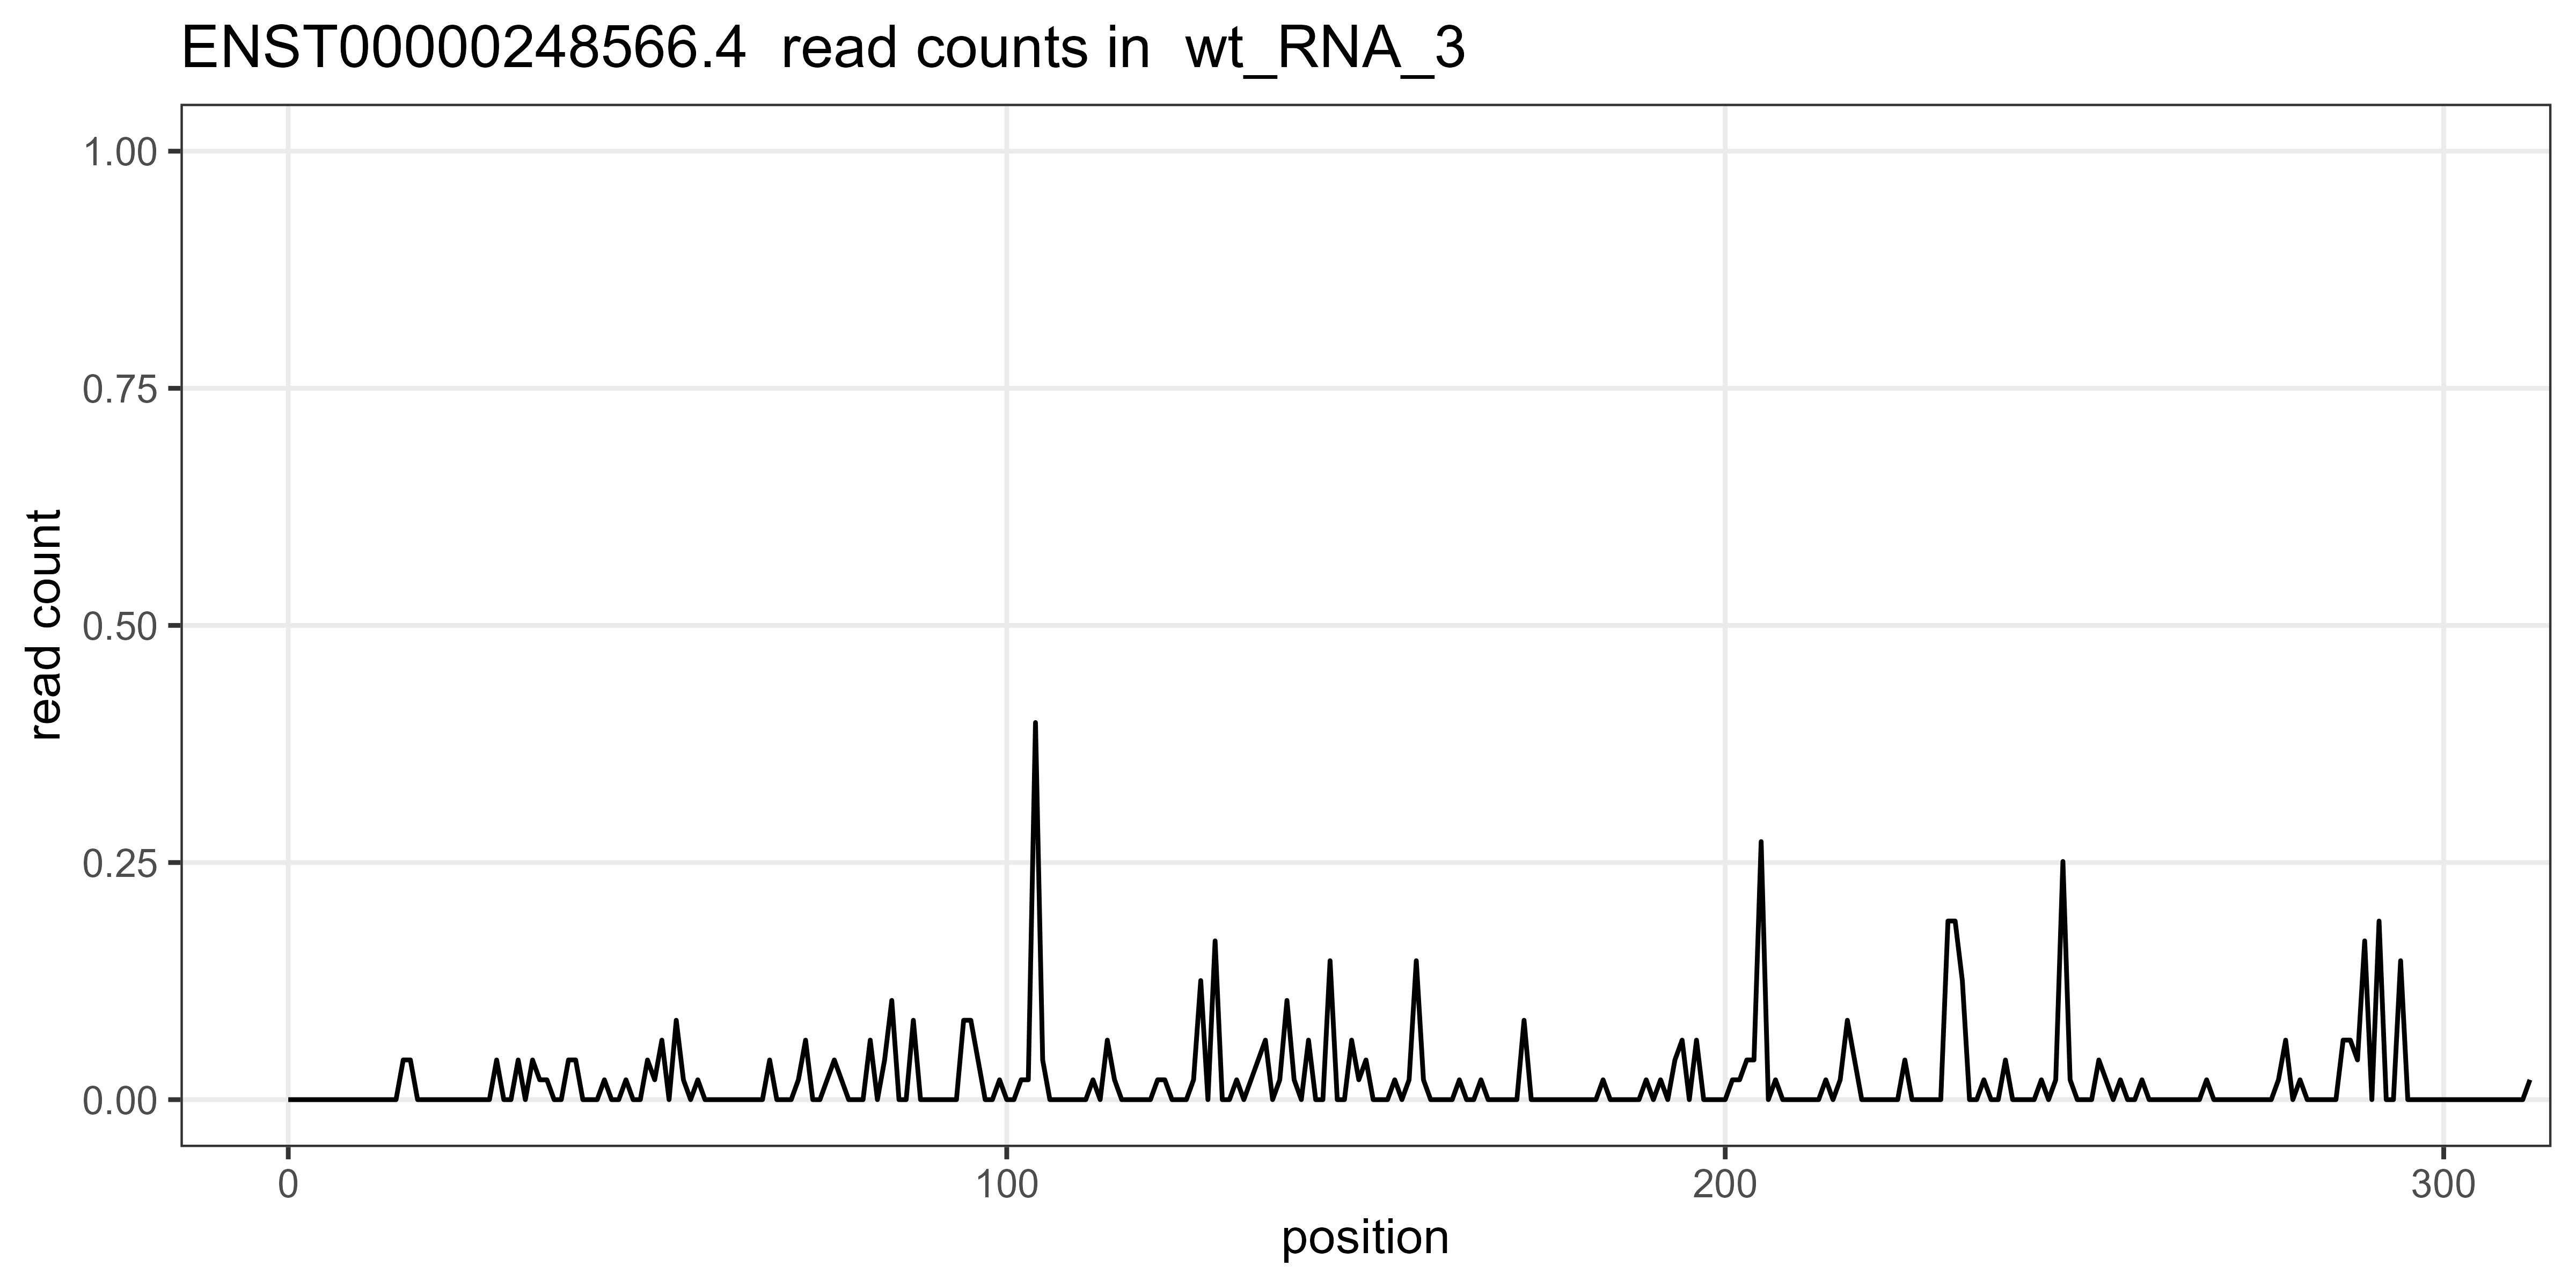 ENST00000248566.4  read counts in  wt_RNA_3
1.00
0.75
0.50
0.25
0.00
read count
0 100 200 300
position